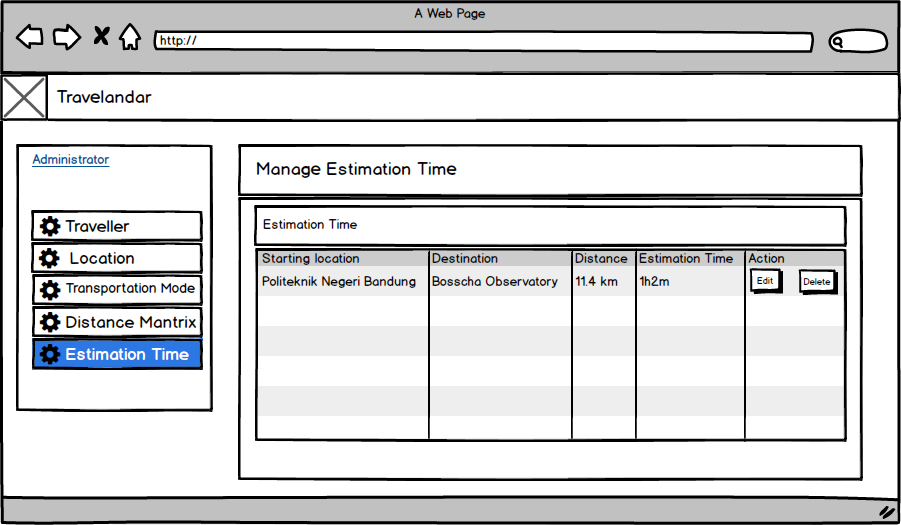 A Web Page
http://
Travelandar
Administrator
Traveller
Location
Transportation Mode
Distance Mantrix
Estimation Time
Manage Estimation Time
Estimation Time
Starting location Destination Distance Estimation Time Action
Politeknik Negeri Bandung Bosscha Observatory 11.4 km 1h2m Edit Delete